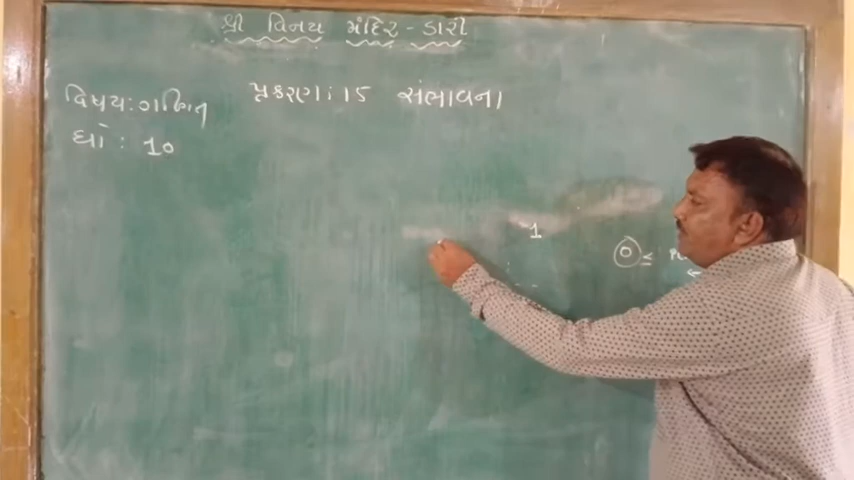 શ્રી વિનય મંદિર - ડારી
વિષય: ગણિત
પ્રકરણ: 15 સંભાવના
ધો: 10
1
0 ≤